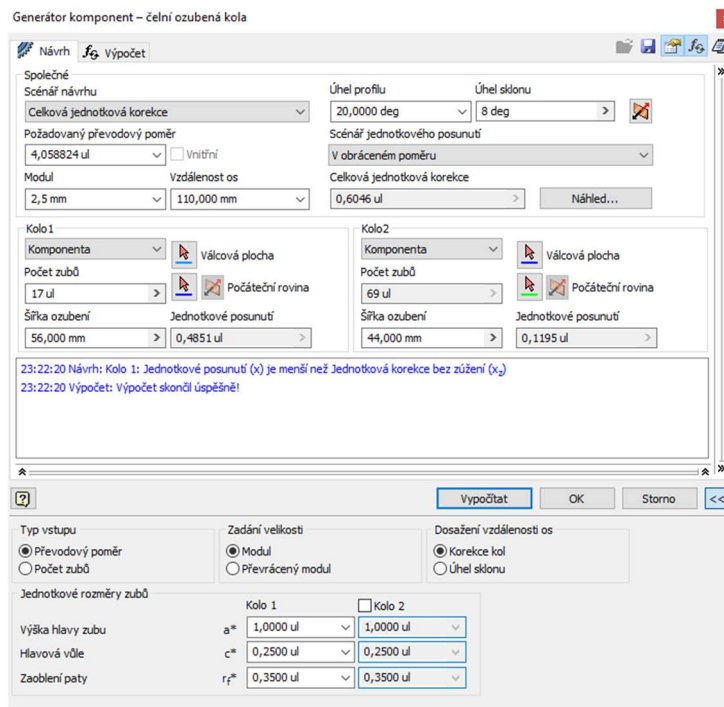 Generátor komponent – čelní ozubená kola
Návrh Výpočet
Společné
Scénář návrhu Úhel profilu Úhel sklonu
Celková jednotková korekce 20,0000 deg 8 deg
Požadovaný převodový poměr Scénář jednotkového posunutí
4,058824 ul Vnitřní V obráceném poměru
Modul Vzdálenost os Celková jednotková korekce
2,5 mm 110,000 mm 0,6046 ul Náhled...
Kolo1 Kolo2
Komponenta Válcová plocha Komponenta Válcová plocha
Počet zubů Počáteční rovina Počet zubů Počáteční rovina
17 ul 69 ul
Šířka ozubení Jednotkové posunutí Šířka ozubení Jednotkové posunutí
56,000 mm 0,4851 ul 44,000 mm 0,1195 ul
23:22:20 Návrh: Kolo 1: Jednotkové posunutí (x) je menší než Jednotková korekce bez zúžení (xz)
23:22:20 Výpočet: Výpočet skončil úspěšně!
Vypočítat OK Storno <<
Typ vstupu Zadání velikosti Dosažení vzdálenosti os
Převodový poměr Modul Korekce kol
Počet zubů Převrácený modul Úhel sklonu
Jednotkové rozměry zubů
Kolo 1 Kolo 2
Výška hlavy zubu a* 1,0000 ul 1,0000 ul
Hlavová vůle c* 0,2500 ul 0,2500 ul
Zaoblení paty rf* 0,3500 ul 0,3500 ul